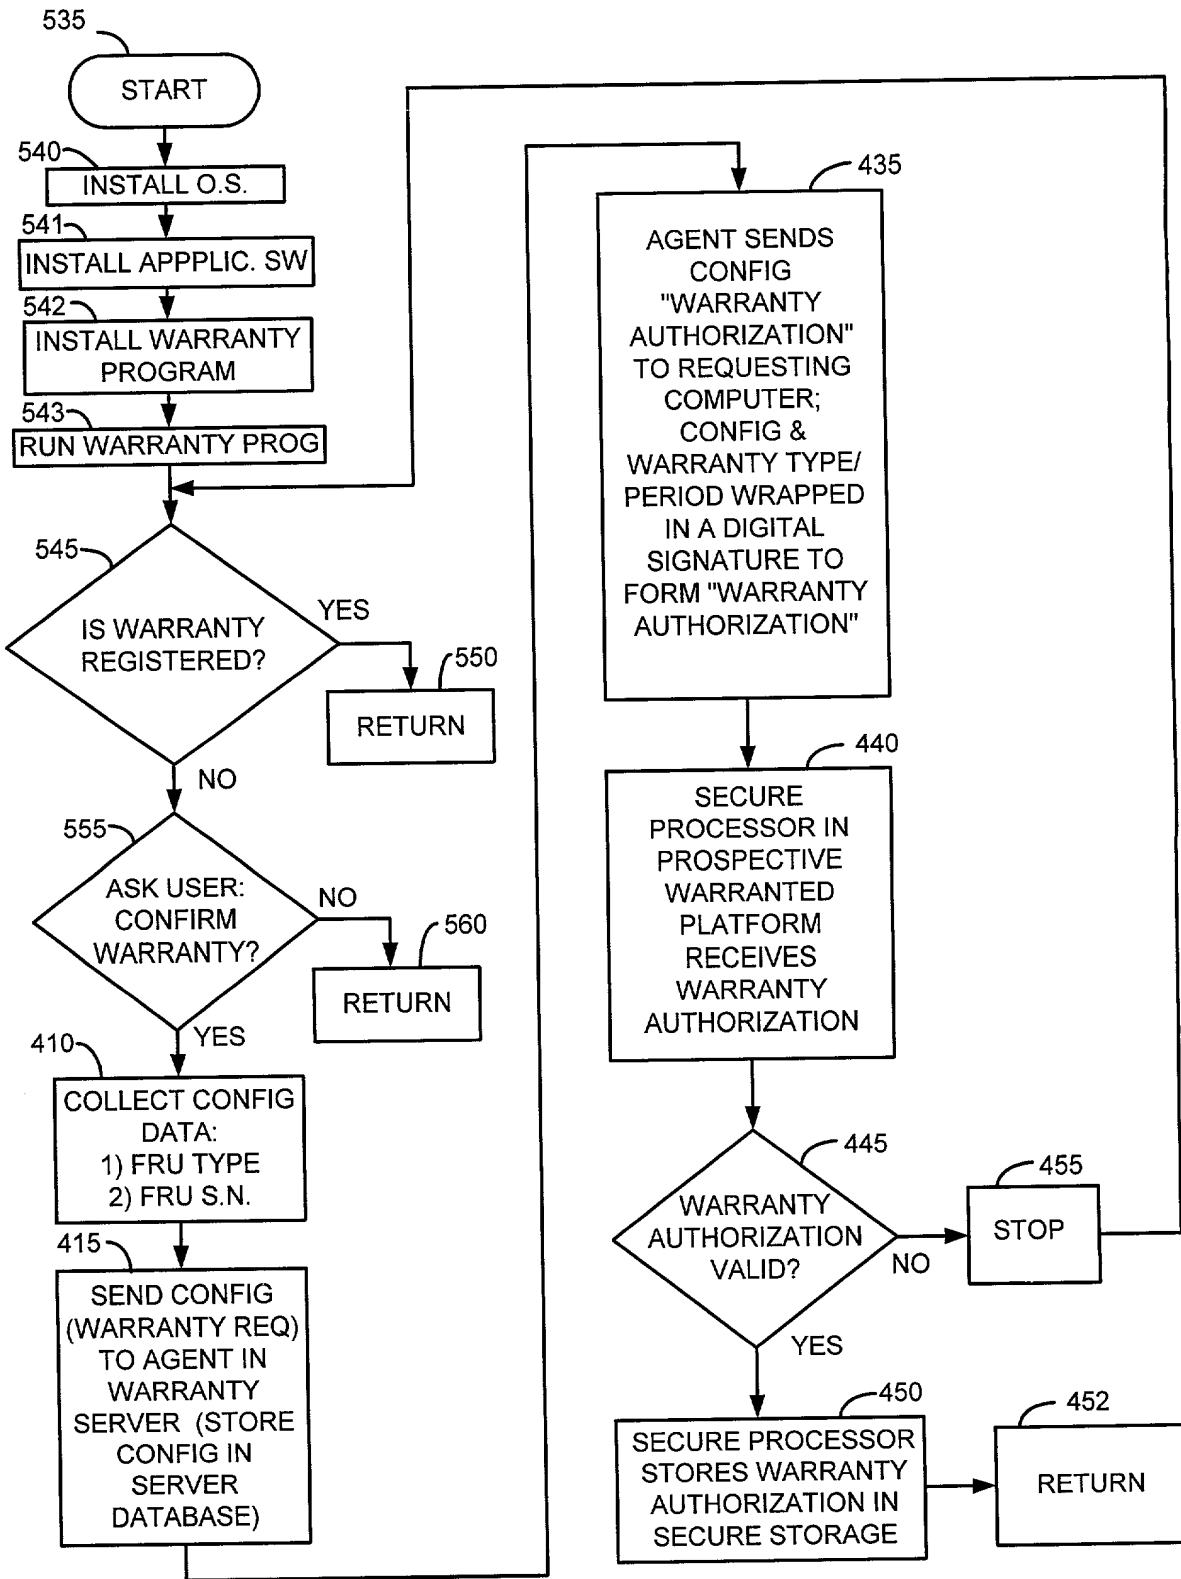 535
START
540
INSTALL O.S.
541
INSTALL APPPLIC. SW
542
INSTALL WARRANTY
PROGRAM
543
RUN WARRANTY PROG
545
IS WARRANTY
REGISTERED?
YES
550
RETURN
NO
555
ASK USER:
CONFIRM
WARRANTY?
NO
560
RETURN
YES
410
COLLECT CONFIG
DATA:
1) FRU TYPE
2) FRU S.N.
415
SEND CONFIG
(WARRANTY REQ)
TO AGENT IN
WARRANTY
SERVER (STORE
CONFIG IN
SERVER
DATABASE)
435
AGENT SENDS
CONFIG
"WARRANTY
AUTHORIZATION"
TO REQUESTING
COMPUTER;
CONFIG &
WARRANTY TYPE/
PERIOD WRAPPED
IN A DIGITAL
SIGNATURE TO
FORM "WARRANTY
AUTHORIZATION"
440
SECURE
PROCESSOR IN
PROSPECTIVE
WARRANTED
PLATFORM
RECEIVES
WARRANTY
AUTHORIZATION
445
WARRANTY
AUTHORIZATION
VALID?
NO
455
STOP
YES
450
SECURE PROCESSOR
STORES WARRANTY
AUTHORIZATION IN
SECURE STORAGE
452
RETURN